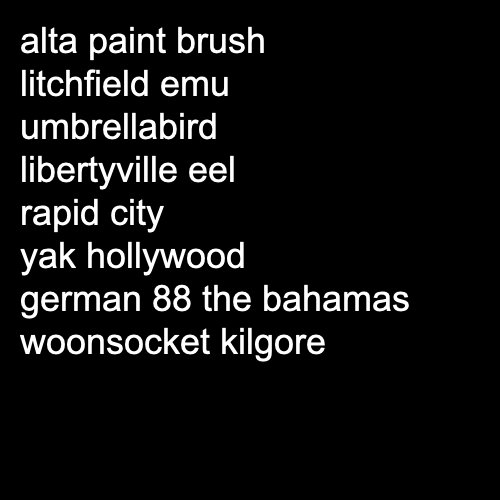 alta paint brush
litchfield emu
umbrellabird
libertyville eel
rapid city
yak hollywood
german 88 the bahamas
woonsocket kilgore